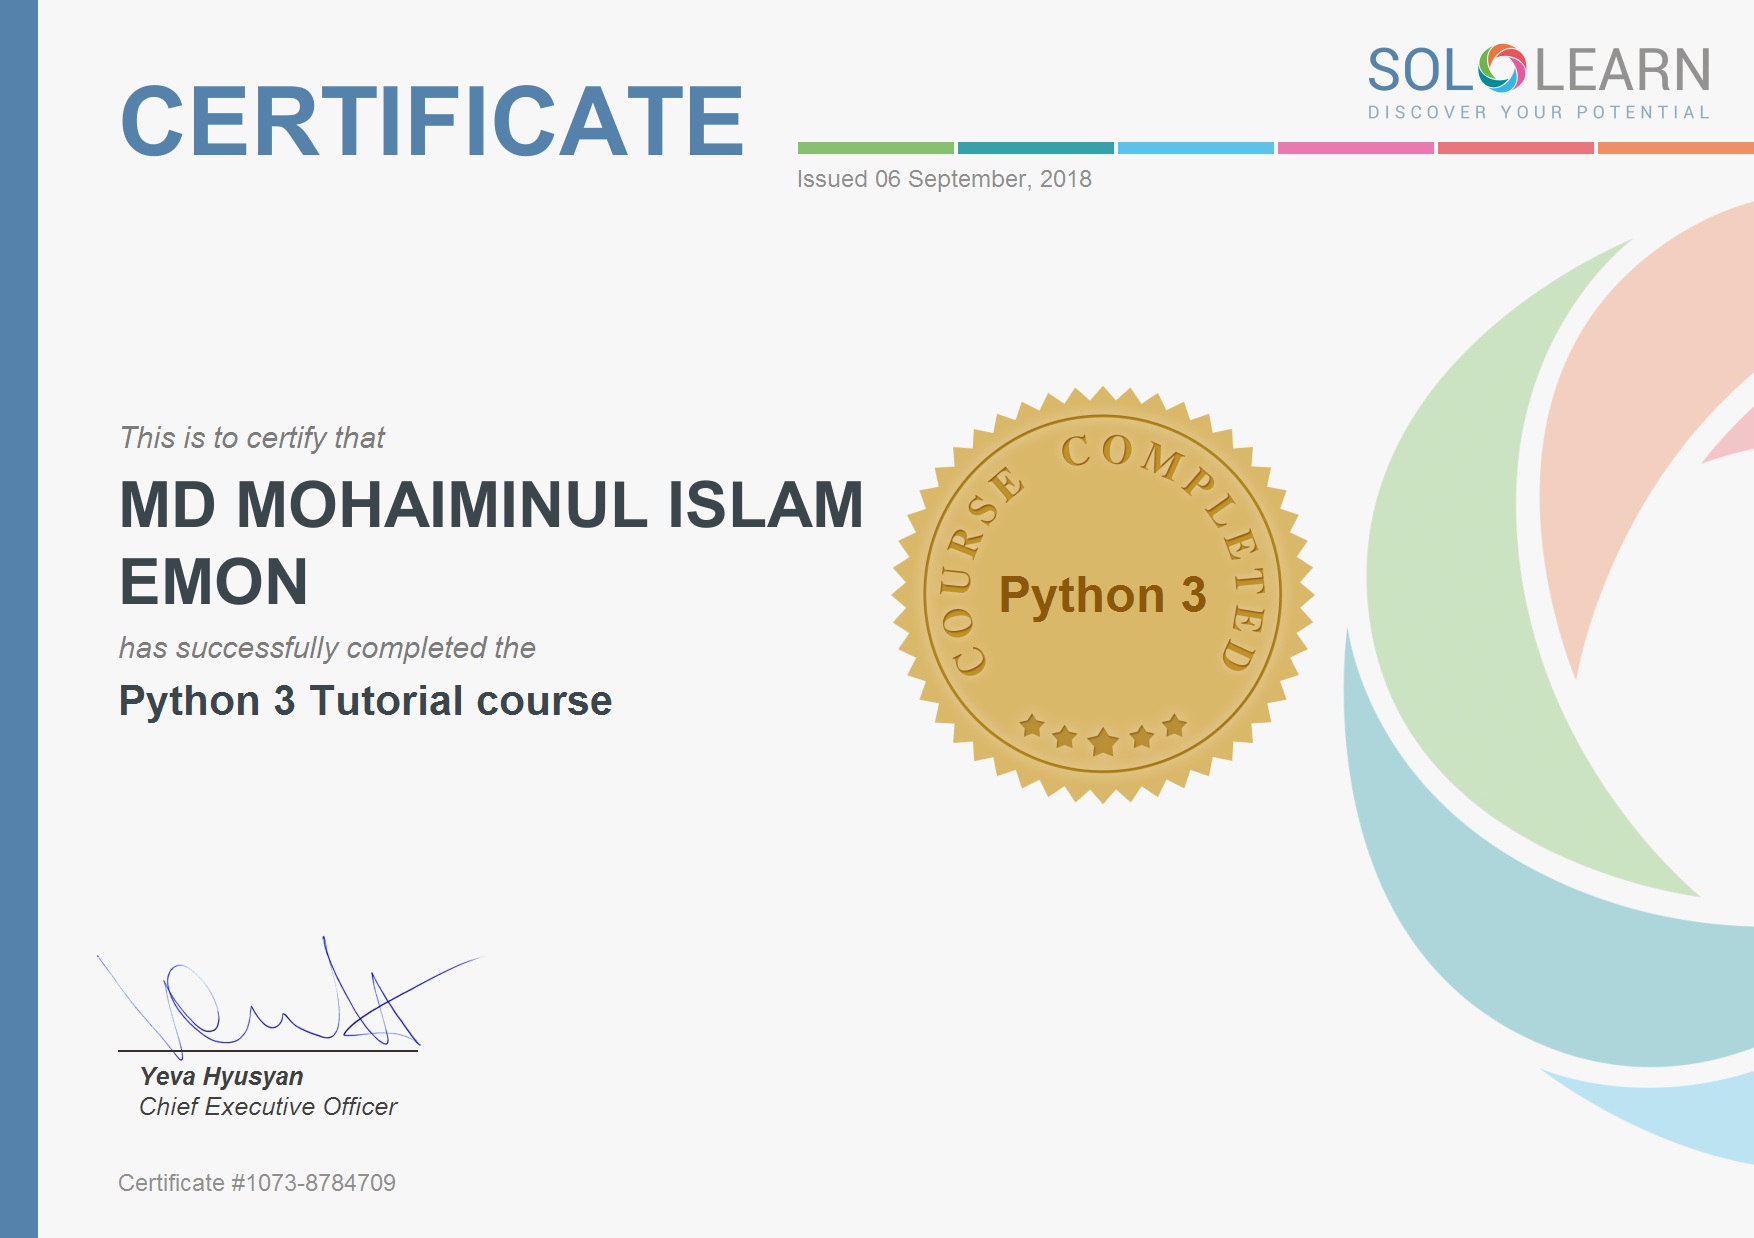 CERTIFICATE
SOLOLEARN
DISCOVER YOUR POTENTIAL
Issued 06 September, 2018
This is to certify that
MD MOHAIMINUL ISLAM
EMON
has successfully completed the
Python 3 Tutorial course
COURSE COMPLETED
Python 3
Yeva Hyusyan
Chief Executive Officer
Certificate #1073-8784709